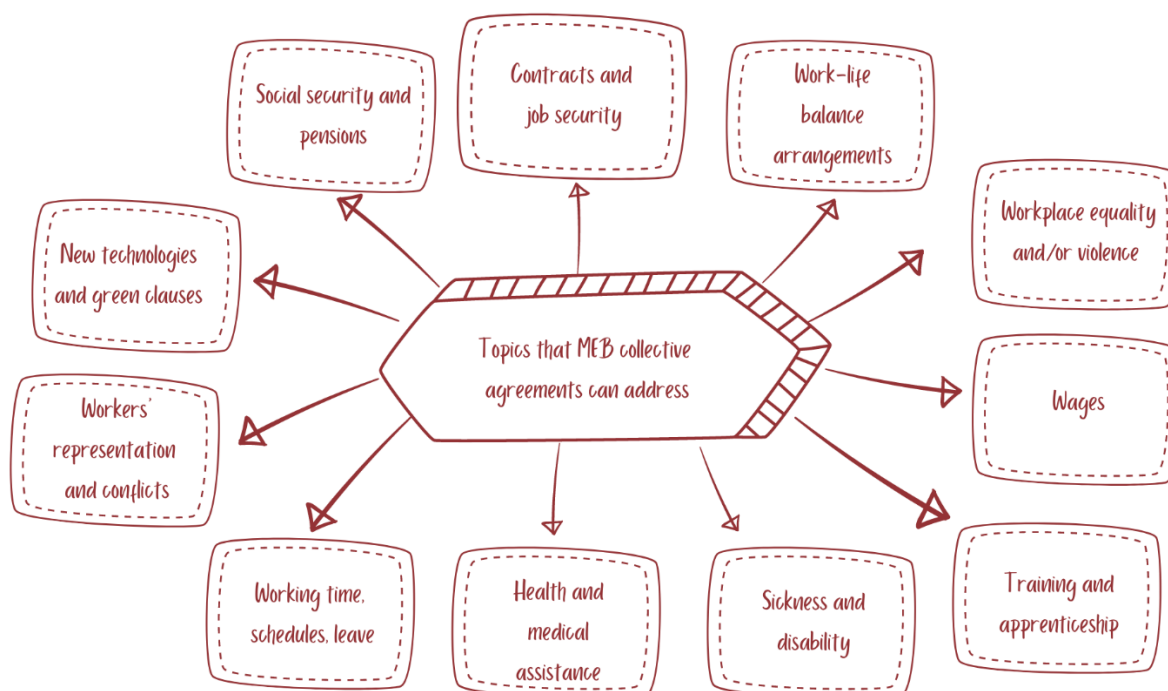 Social security and
pensions
Contracts and
job security
Work-life
balance
arrangements
Workplace equality
and/or violence
New technologies
and green clauses
Topics that MEB collective
agreements can address
Wages
Workers'
representation
and conflicts
Working time,
schedules, leave
Health and
medical
assistance
Sickness and
disability
Training and
apprenticeship